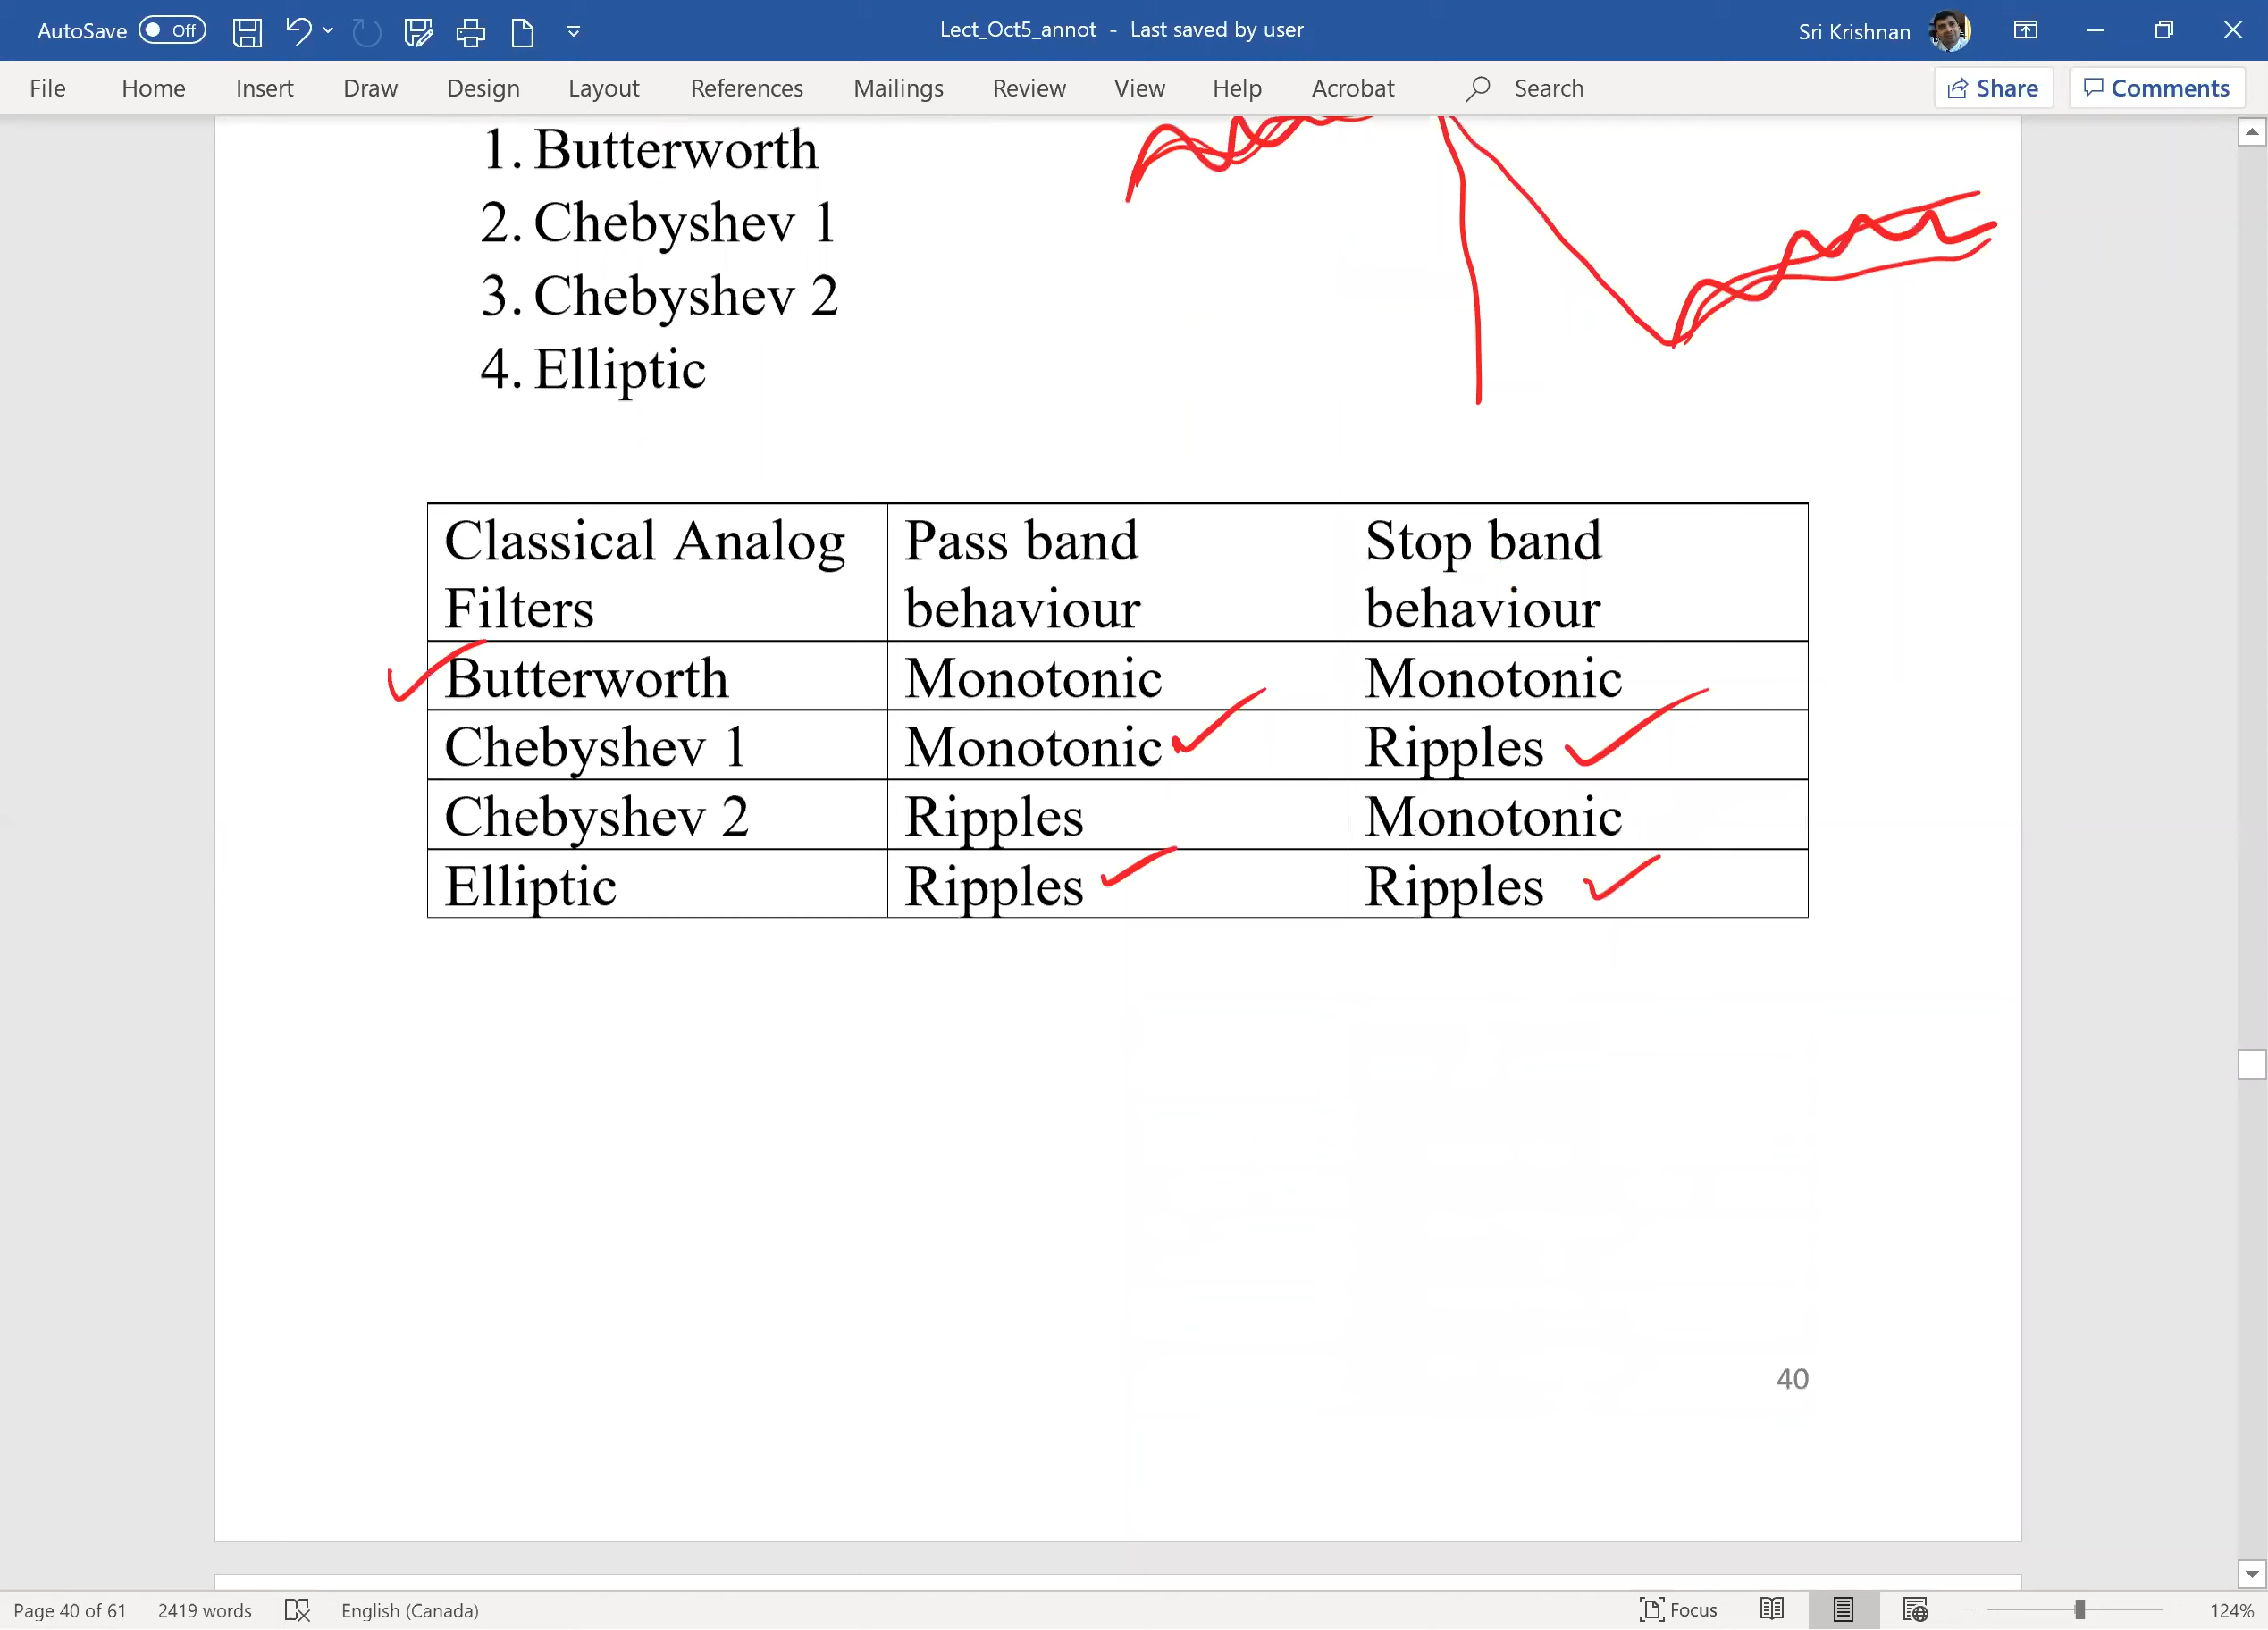 AutoSave Off Lect_Oct5_annot - Last saved by user Sri Krishnan
File Home Insert Draw Design Layout References Mailings Review View Help Acrobat Search Share Comments
1. Butterworth
2. Chebyshev 1
3. Chebyshev 2
4. Elliptic
Classical Analog Filters Pass band behaviour Stop band behaviour
Butterworth Monotonic Monotonic
Chebyshev 1 Monotonic Ripples
Chebyshev 2 Ripples Monotonic
Elliptic Ripples Ripples
40
Page 40 of 61 2419 words English (Canada) Focus 124%